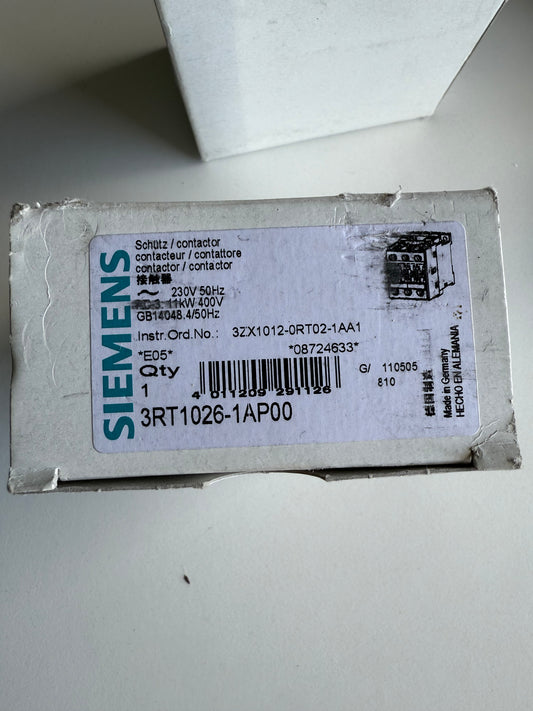 SIEMENS
Schütz / contactor
contacteur / contattore
contactor / contactor
接触器
230V 50Hz
AC-3: 11kW 400V
GB14048.4/50Hz
Instr.Ord.No.: 3ZX1012-0RT02-1AA1
*E05* *08724633*
Qty
1
4 011209 291126
G/ 110505
810
3RT1026-1AP00
德国制造
Made in Germany
HECHO EN ALEMANIA